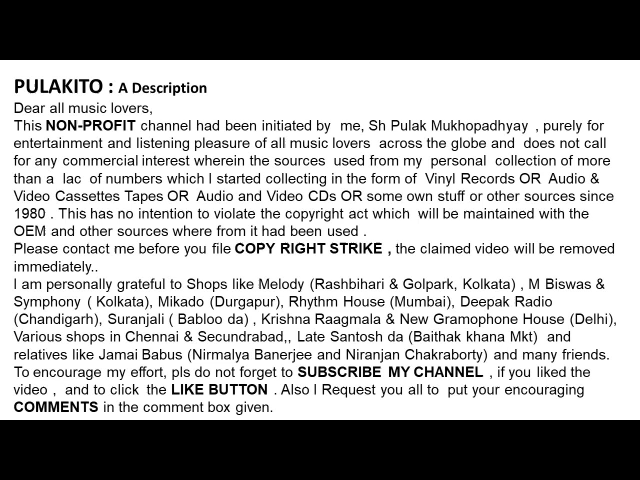 PULAKITO : A Description
Dear all music lovers,
This NON-PROFIT channel had been initiated by me, Sh Pulak Mukhopadhyay , purely for
entertainment and listening pleasure of all music lovers across the globe and does not call
for any commercial interest wherein the sources used from my personal collection of more
than a lac of numbers which I started collecting in the form of Vinyl Records OR Audio &
Video Cassettes Tapes OR Audio and Video CDs OR some own stuff or other sources since
1980 . This has no intention to violate the copyright act which will be maintained with the
OEM and other sources where from it had been used .
Please contact me before you file COPY RIGHT STRIKE , the claimed video will be removed
immediately..
I am personally grateful to Shops like Melody (Rashbihari & Golpark, Kolkata) , M Biswas &
Symphony ( Kolkata), Mikado (Durgapur), Rhythm House (Mumbai), Deepak Radio
(Chandigarh), Suranjali ( Babloo da) , Krishna Raagmala & New Gramophone House (Delhi),
Various shops in Chennai & Secundrabad,, Late Santosh da (Baithak khana Mkt) and
relatives like Jamai Babus (Nirmalya Banerjee and Niranjan Chakraborty) and many friends.
To encourage my effort, pls do not forget to SUBSCRIBE MY CHANNEL , if you liked the
video , and to click the LIKE BUTTON . Also I Request you all to put your encouraging
COMMENTS in the comment box given.